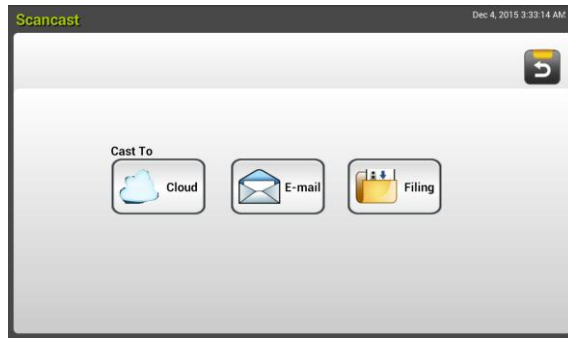 Scancast
Dec 4, 2015 3:33:14 AM
Cast To
Cloud
E-mail
Filing